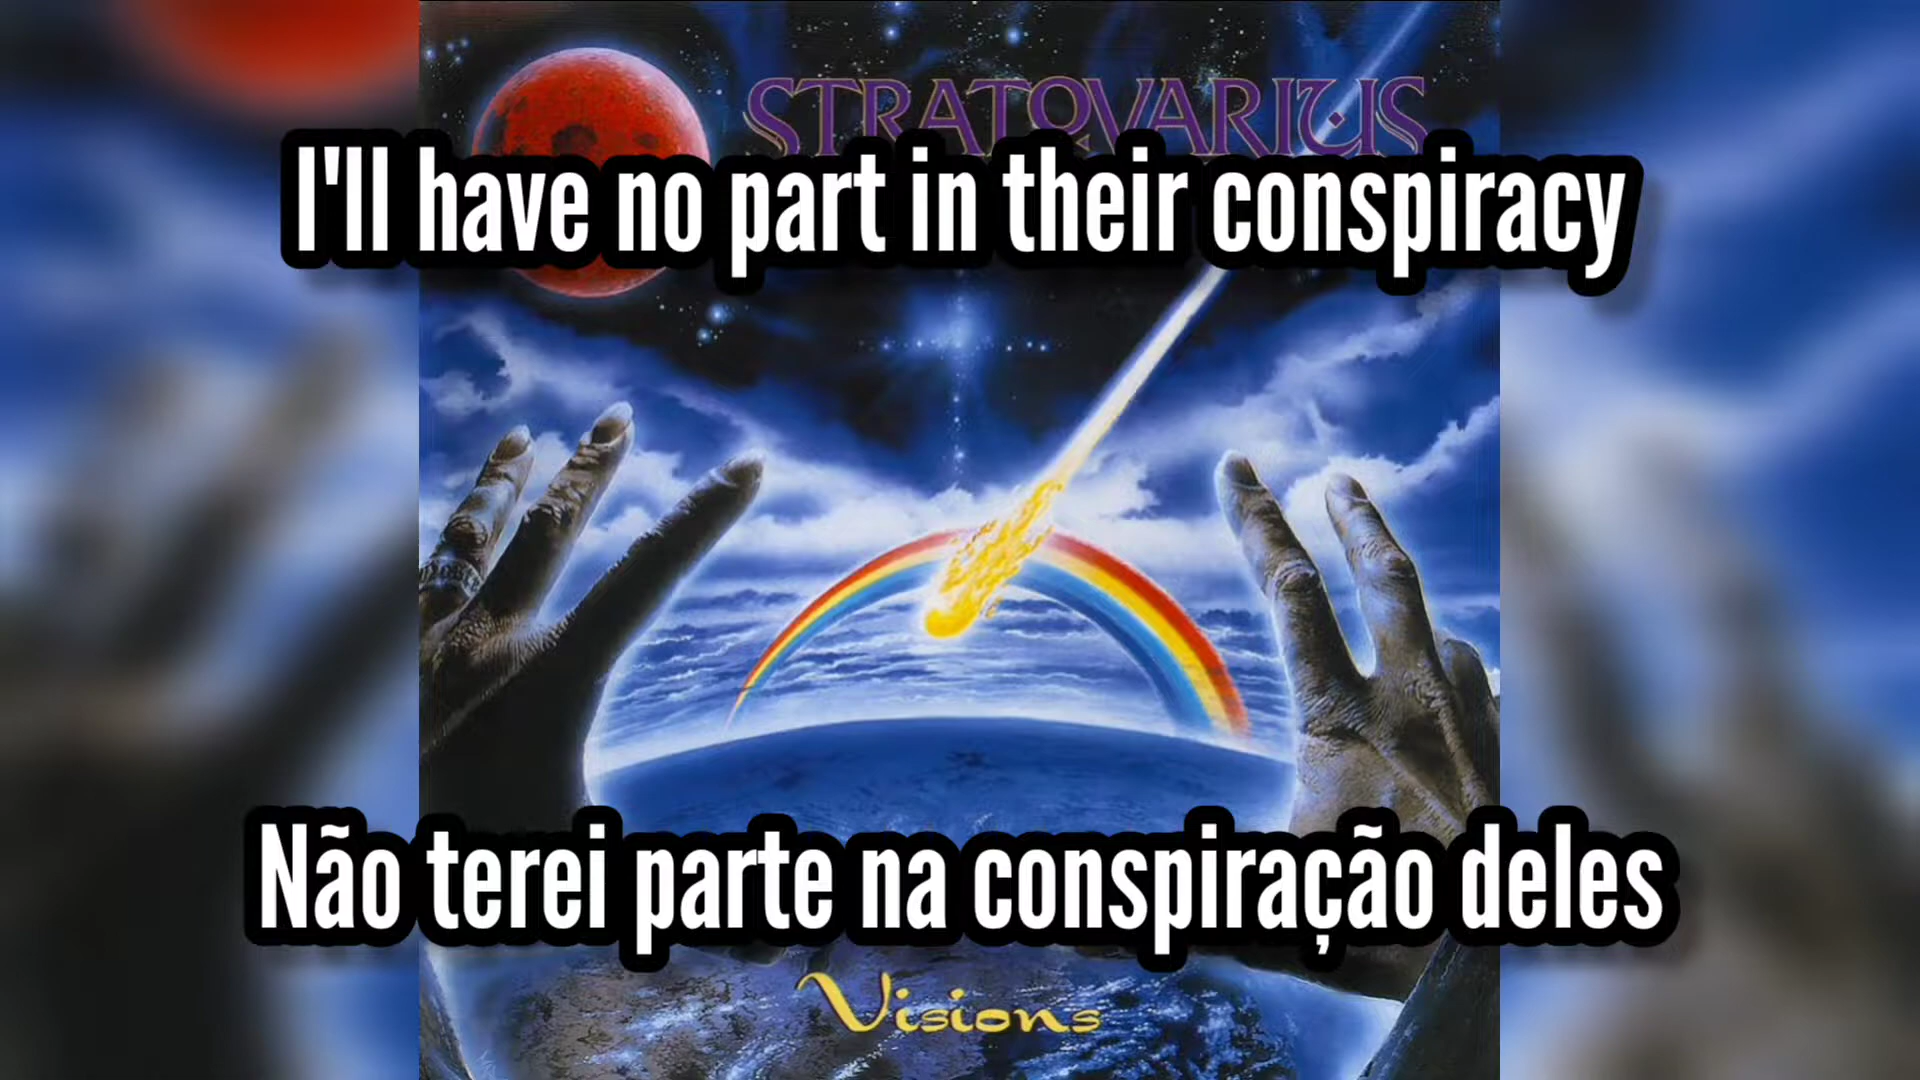 STRATOVARIUS
I'll have no part in their conspiracy
Não terei parte na conspiração deles
Visions